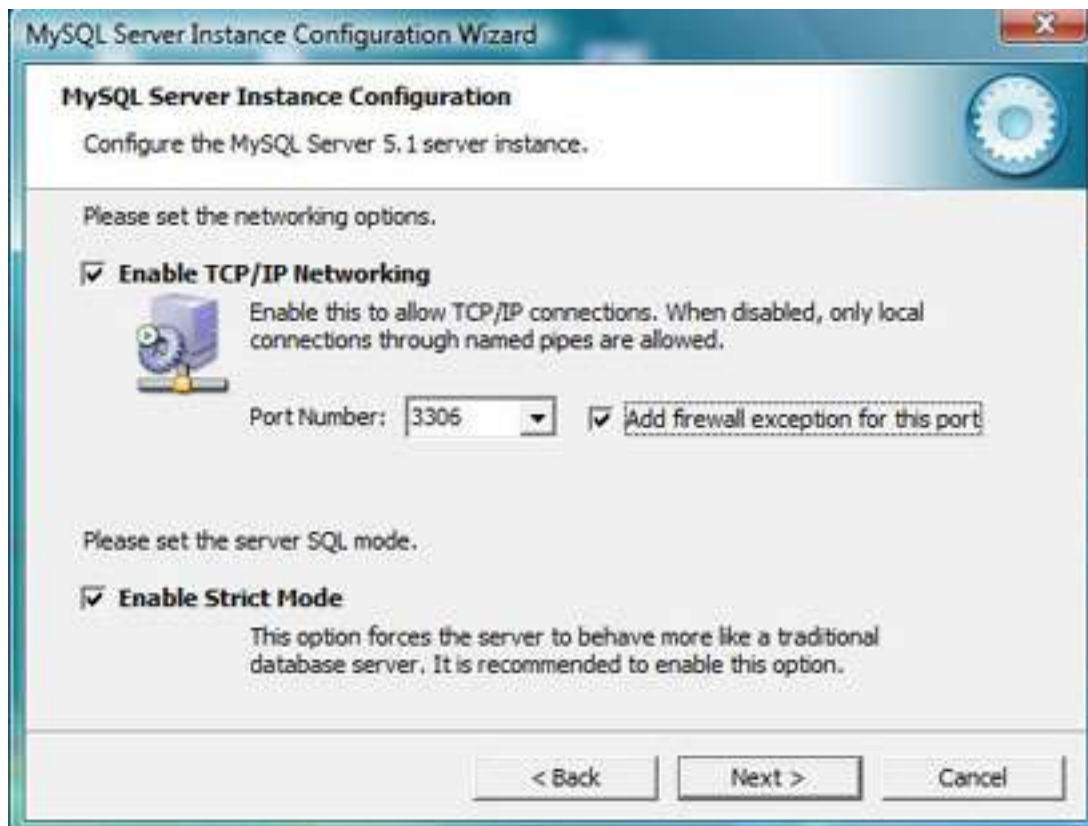 MySQL Server Instance Configuration Wizard
MySQL Server Instance Configuration
Configure the MySQL Server 5.1 server instance.
Please set the networking options.
Enable TCP/IP Networking
Enable this to allow TCP/IP connections. When disabled, only local
connections through named pipes are allowed.
Port Number: 3306 Add firewall exception for this port
Please set the server SQL mode.
Enable Strict Mode
This option forces the server to behave more like a traditional
database server. It is recommended to enable this option.
< Back Next > Cancel